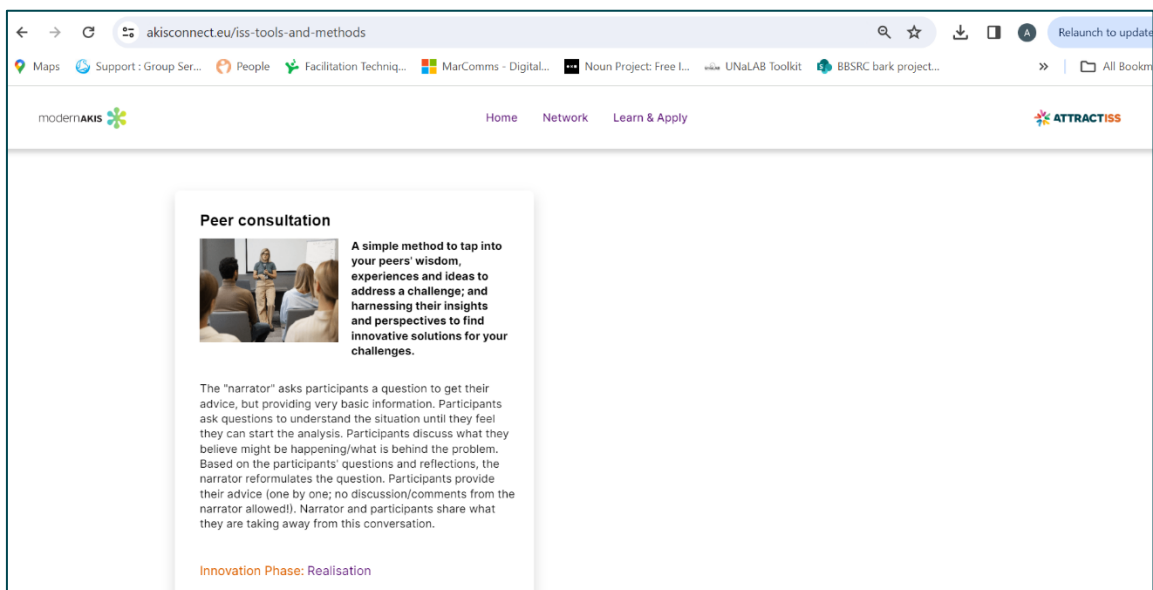 akisconnect.eu/iss-tools-and-methods
A
Relaunch to update
Maps
Support : Group Ser...
People
Facilitation Techniq...
MarComms - Digital...
Noun Project: Free I...
UNaLAB Toolkit
BBSRC bark project...
»
All Bookm
modernAKIS
Home
Network
Learn & Apply
ATTRACTISS
Peer consultation
A simple method to tap into
your peers' wisdom,
experiences and ideas to
address a challenge; and
harnessing their insights
and perspectives to find
innovative solutions for your
challenges.
The "narrator" asks participants a question to get their
advice, but providing very basic information. Participants
ask questions to understand the situation until they feel
they can start the analysis. Participants discuss what they
believe might be happening/what is behind the problem.
Based on the participants' questions and reflections, the
narrator reformulates the question. Participants provide
their advice (one by one; no discussion/comments from the
narrator allowed!). Narrator and participants share what
they are taking away from this conversation.
Innovation Phase: Realisation